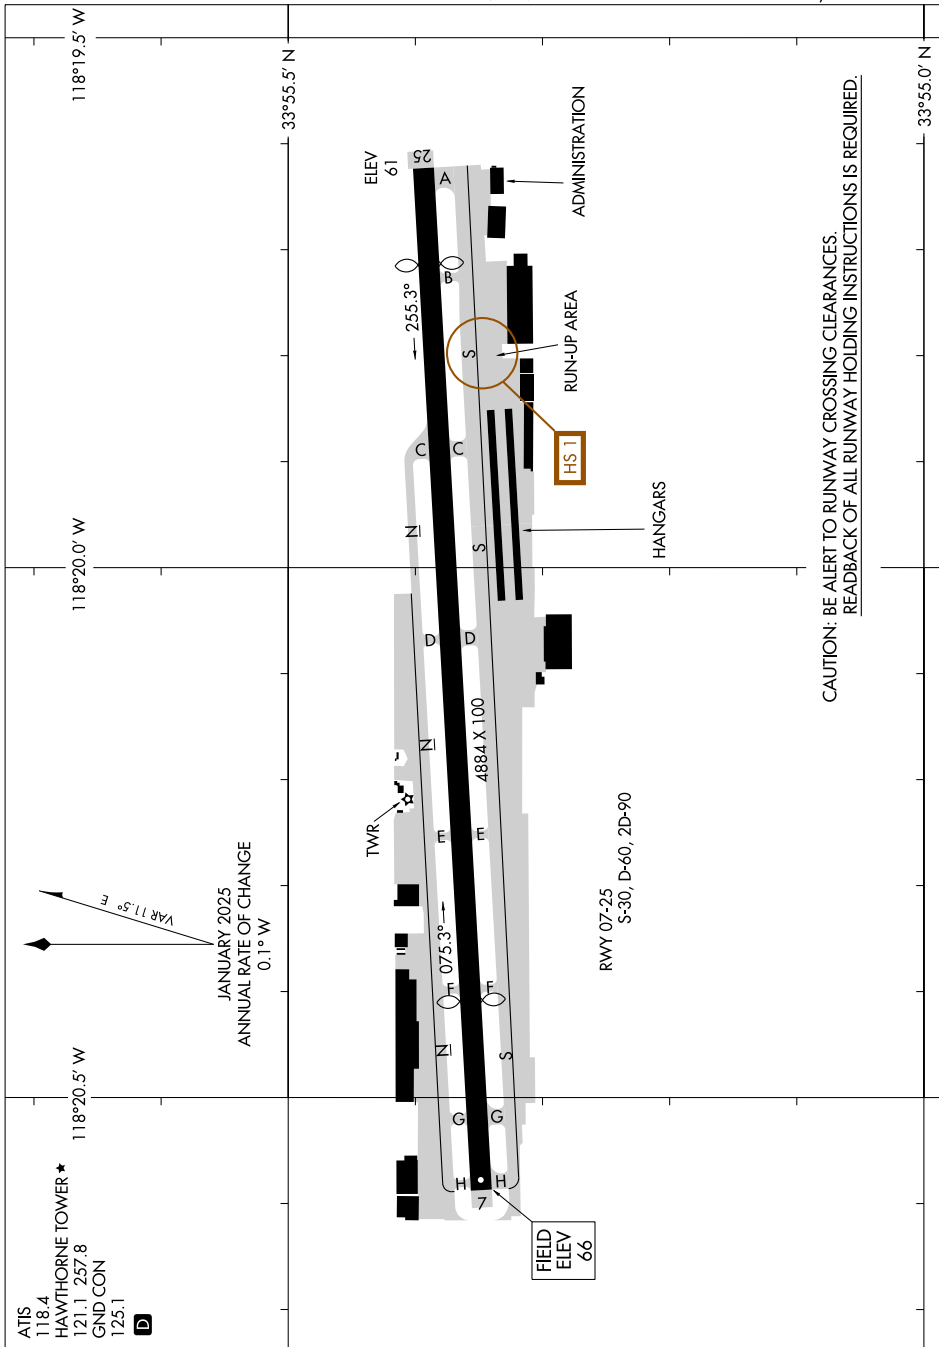 ATIS
118.4
HAWTHORNE TOWER
121.1 257.8
GND CON
125.1
D
118°20.5' W
118°20.0' W
118°19.5' W
33°55.5' N
33°55.0' N
VAR 11.5° E
JANUARY 2025
ANNUAL RATE OF CHANGE
0.1° W
TWR
ELEV
61
25
A
B
255.3°
S
C
C
N
S
D
D
N
4884 X 100
E
E
075.3°
F
F
N
S
G
G
H
H
7
FIELD
ELEV
66
HS 1
RUN-UP AREA
ADMINISTRATION
HANGARS
RWY 07-25
S-30, D-60, 2D-90
CAUTION: BE ALERT TO RUNWAY CROSSING CLEARANCES.
READBACK OF ALL RUNWAY HOLDING INSTRUCTIONS IS REQUIRED.